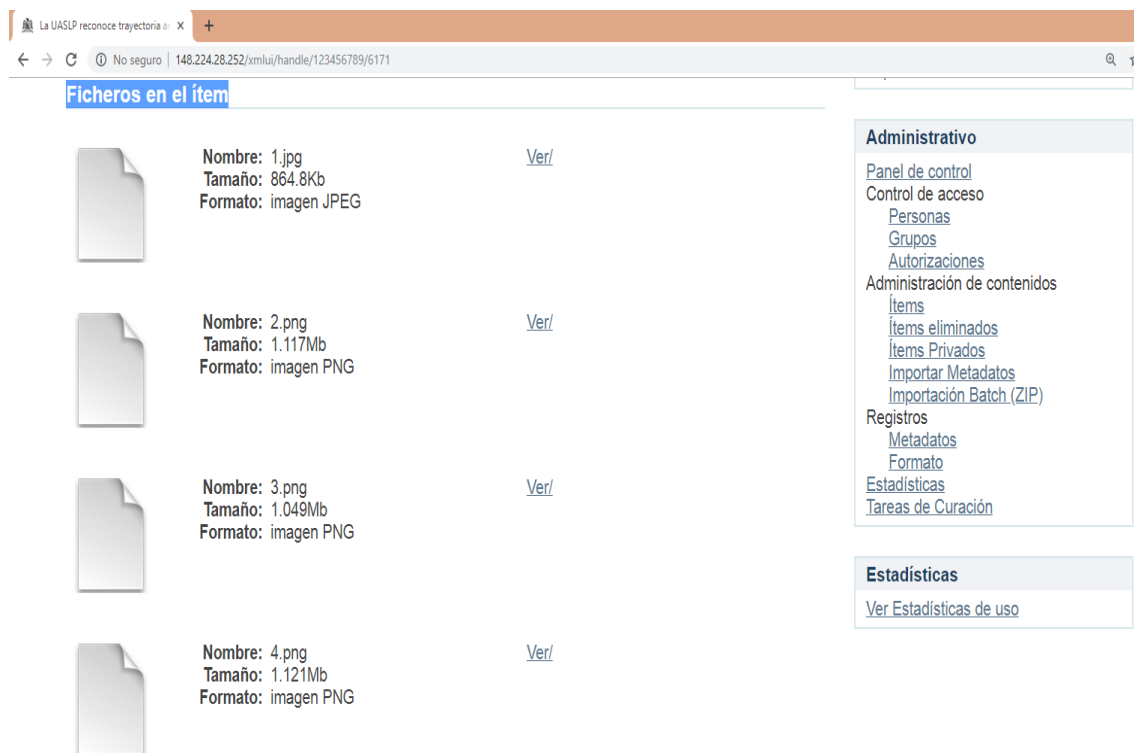 La UASLP reconoce trayectoria a
No seguro | 148.224.28.252/xmlui/handle/123456789/6171
Ficheros en el ítem
Nombre: 1.jpg Ver/
Tamaño: 864.8Kb
Formato: imagen JPEG
Nombre: 2.png Ver/
Tamaño: 1.117Mb
Formato: imagen PNG
Nombre: 3.png Ver/
Tamaño: 1.049Mb
Formato: imagen PNG
Nombre: 4.png Ver/
Tamaño: 1.121Mb
Formato: imagen PNG
Administrativo
Panel de control
Control de acceso
Personas
Grupos
Autorizaciones
Administración de contenidos
Ítems
Ítems eliminados
Ítems Privados
Importar Metadatos
Importación Batch (ZIP)
Registros
Metadatos
Formato
Estadísticas
Tareas de Curación
Estadísticas
Ver Estadísticas de uso